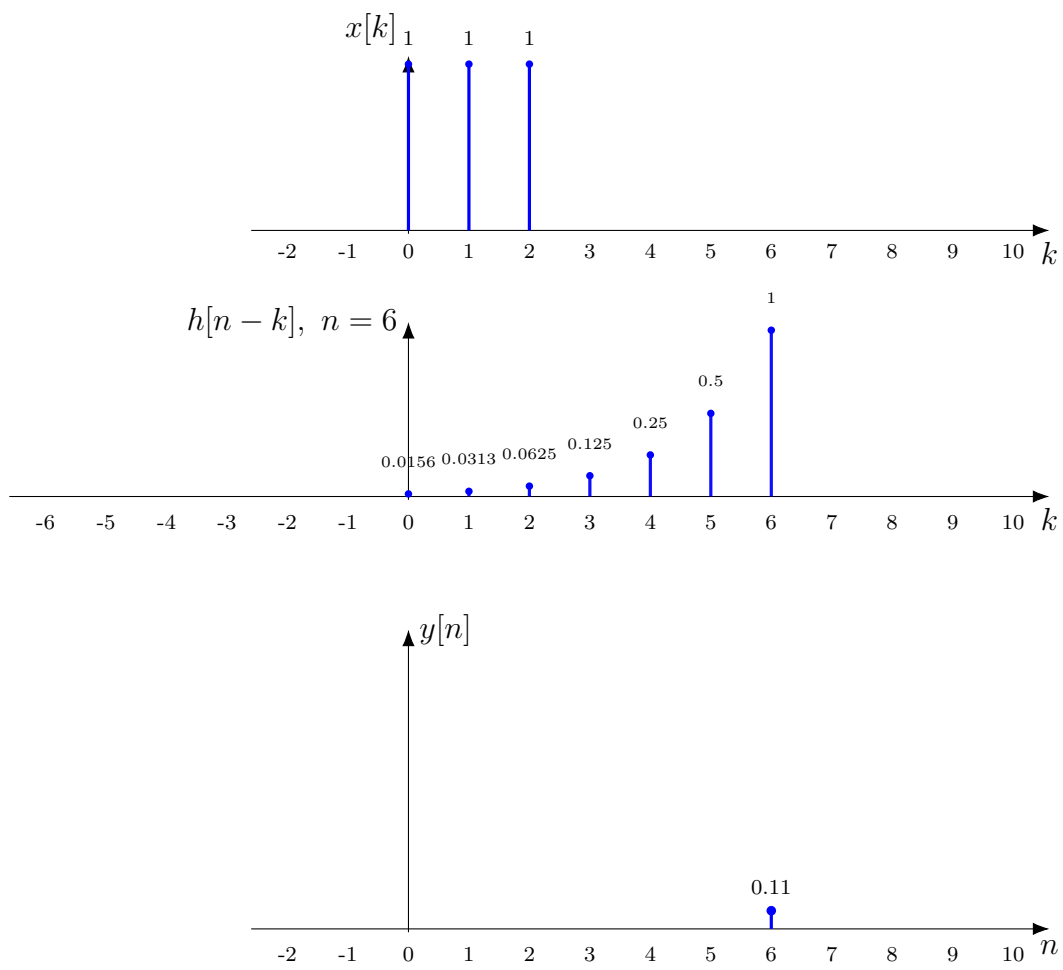 x[k] 1 1 1
-2 -1 0 1 2 3 4 5 6 7 8 9 10
k
h[n − k], n = 6
1
0.5
0.25
0.125
0.0156 0.0313 0.0625
-6 -5 -4 -3 -2 -1 0 1 2 3 4 5 6 7 8 9 10
k
y[n]
0.11
-2 -1 0 1 2 3 4 5 6 7 8 9 10
n